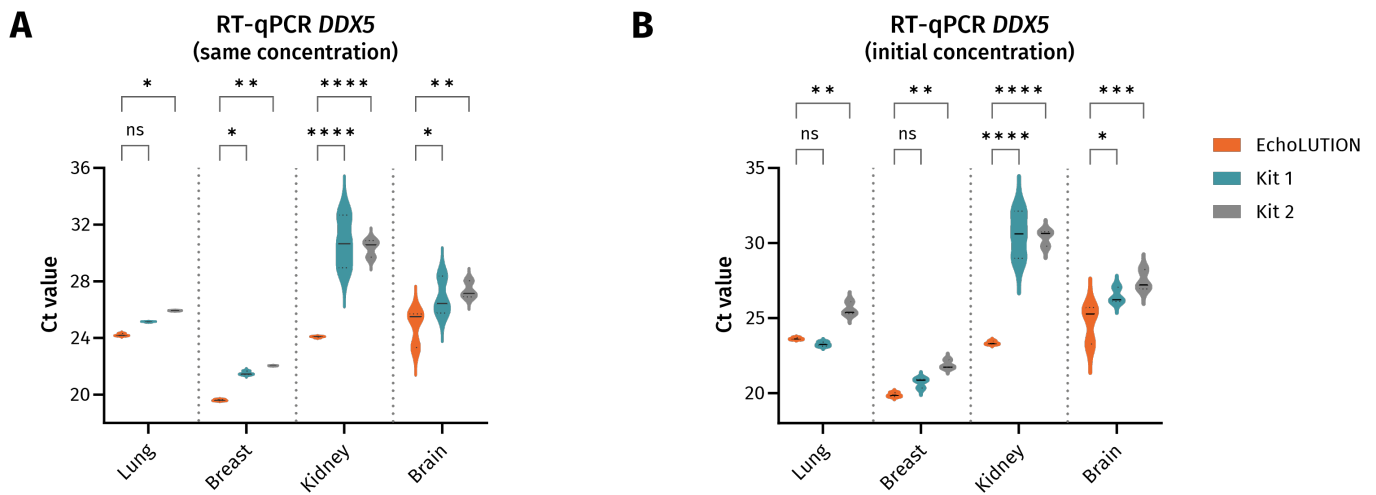 A
RT-qPCR DDX5
(same concentration)
*
**
****
**
ns
*
****
*
36
32
28
24
20
Ct value
Lung
Breast
Kidney
Brain
B
RT-qPCR DDX5
(initial concentration)
**
**
****
***
ns
ns
****
*
35
30
25
20
Ct value
Lung
Breast
Kidney
Brain
EchoLUTION
Kit 1
Kit 2